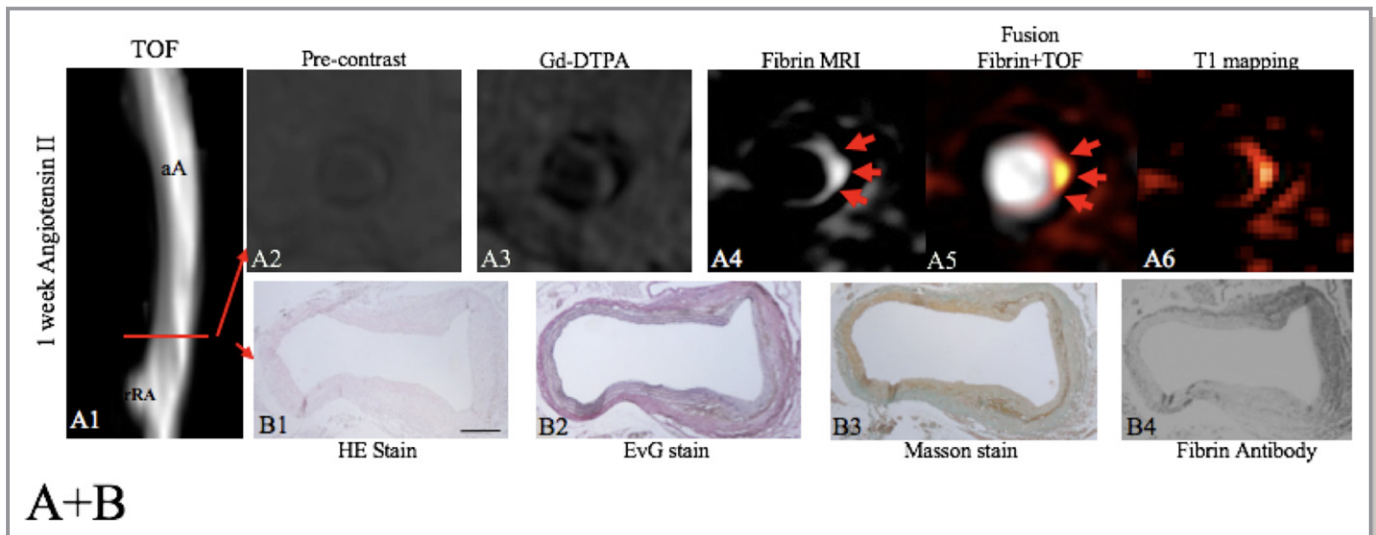 TOF
Pre-contrast
Gd-DTPA
Fibrin MRI
Fusion
Fibrin+TOF
T1 mapping
1 week Angiotensin II
aA
rRA
A1
A2
A3
A4
A5
A6
B1
B2
B3
B4
HE Stain
EvG stain
Masson stain
Fibrin Antibody
A+B